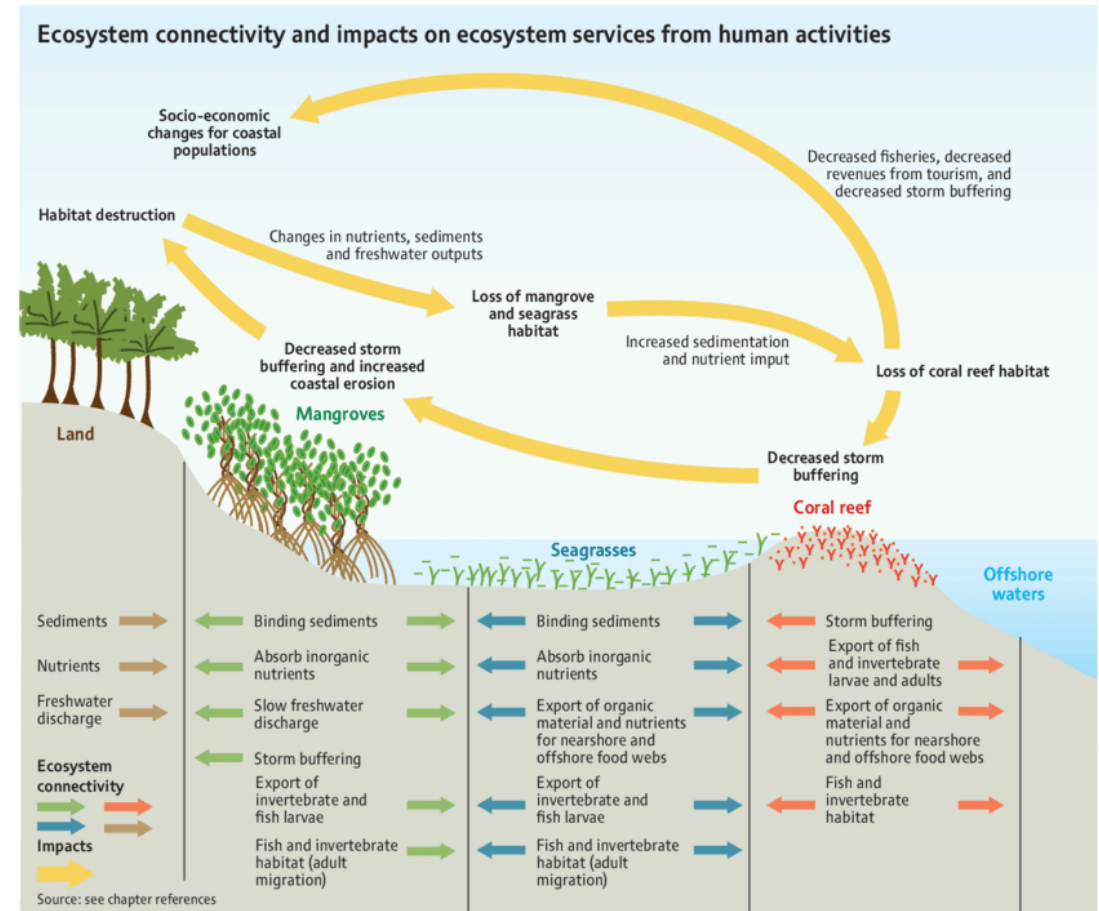 Ecosystem connectivity and impacts on ecosystem services from human activities
Socio-economic
changes for coastal
populations
Decreased fisheries, decreased
revenues from tourism, and
decreased storm buffering
Habitat destruction
Changes in nutrients, sediments
and freshwater outputs
Loss of mangrove
and seagrass
habitat
Increased sedimentation
and nutrient imput
Loss of coral reef habitat
Decreased storm
buffering and increased
coastal erosion
Mangroves
Land
Decreased storm
buffering
Coral reef
Seagrasses
Offshore
waters
Sediments
Nutrients
Freshwater
discharge
Binding sediments
Absorb inorganic
nutrients
Slow freshwater
discharge
Storm buffering
Export of
invertebrate and
fish larvae
Fish and invertebrate
habitat (adult
migration)
Binding sediments
Absorb inorganic
nutrients
Export of organic
material and nutrients
for nearshore and
offshore food webs
Export of
invertebrate and
fish larvae
Fish and invertebrate
habitat (adult
migration)
Storm buffering
Export of fish
and invertebrate
larvae and adults
Export of organic
material and
nutrients for nearshore
and offshore food webs
Fish and
invertebrate
habitat
Ecosystem
connectivity
Impacts
Source: see chapter references